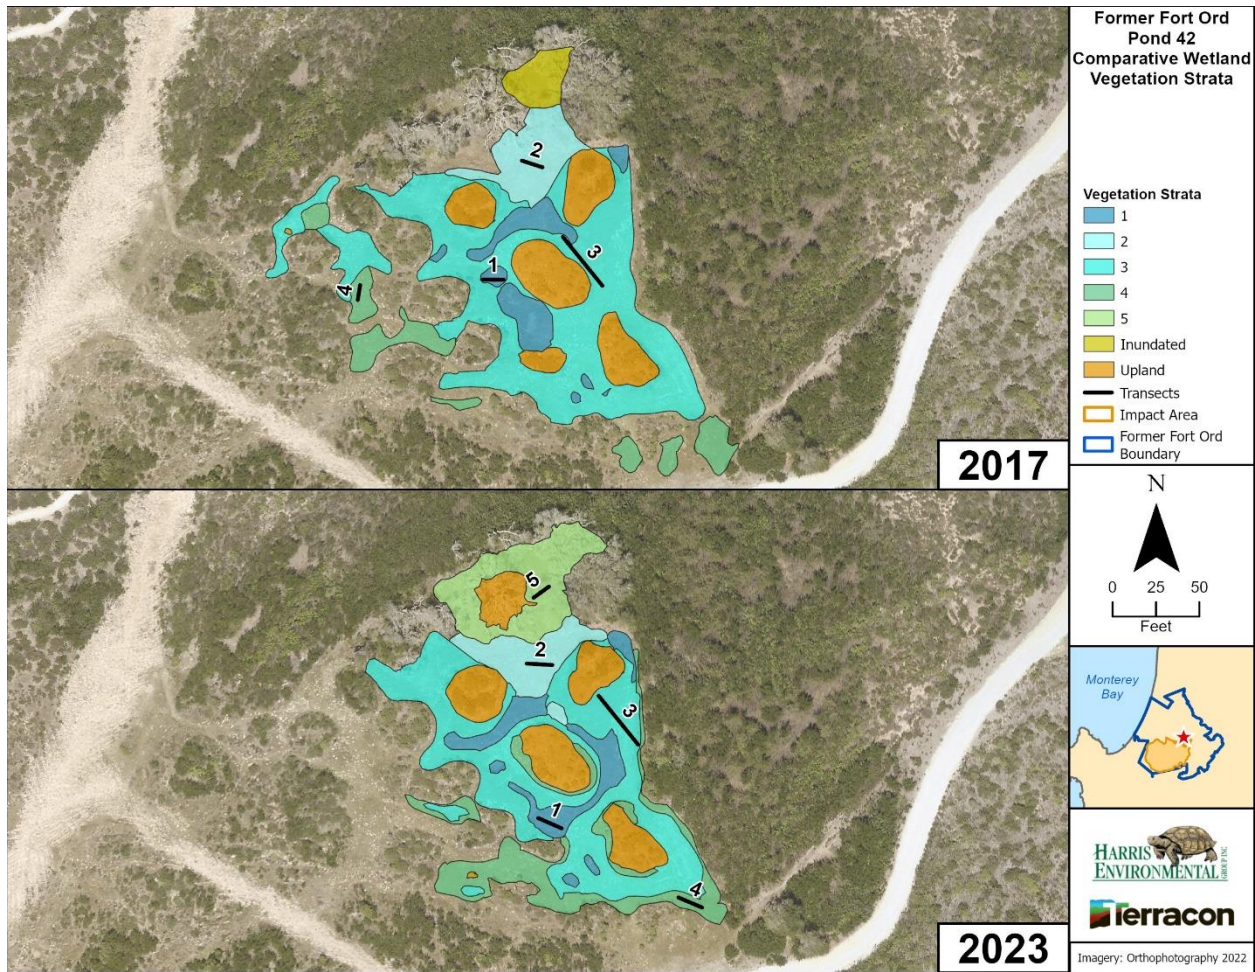 Former Fort Ord
Pond 42
Comparative Wetland
Vegetation Strata
2
3
1
4
2017
Vegetation Strata
1
2
3
4
5
Inundated
Upland
Transects
Impact Area
Former Fort Ord
Boundary
N
0 25 50
Feet
5
2
3
1
4
2023
Monterey
Bay
HARRIS
ENVIRONMENTAL
GROUP INC
Terracon
Imagery: Orthophotography 2022